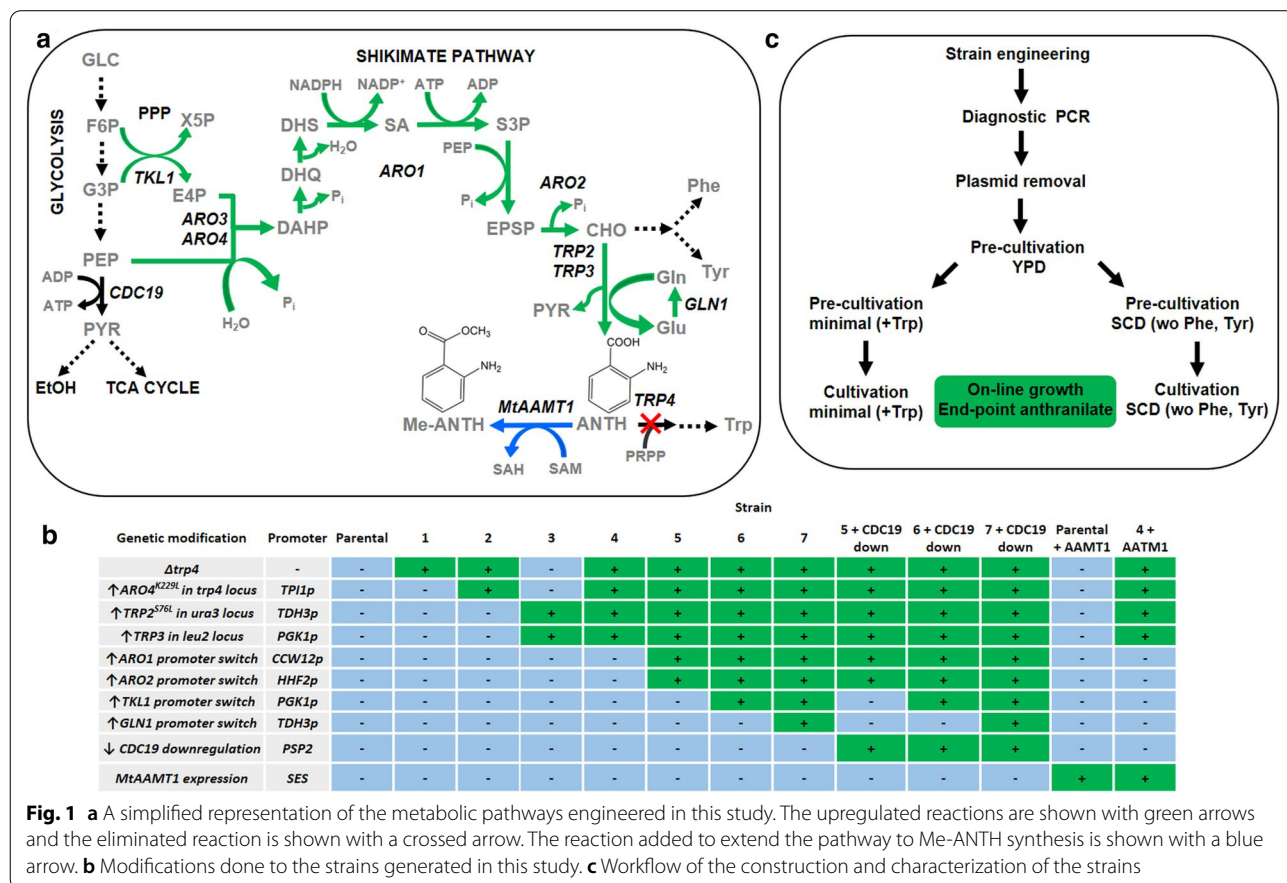 a
SHIKIMATE PATHWAY
GLYCOLYSIS
GLC
F6P
PPP
X5P
TKL1
G3P
E4P
ARO3
ARO4
PEP
ADP
ATP
CDC19
PYR
EtOH
TCA CYCLE
H2O
Pi
DAHP
Pi
DHQ
H2O
DHS
NADPH
NADP+
SA
ATP
ADP
S3P
ARO1
PEP
Pi
EPSP
ARO2
Pi
CHO
Phe
Tyr
TRP2
TRP3
Gln
GLN1
Glu
PYR
COOH
NH2
O
OCH3
NH2
Me-ANTH
MtAAMT1
SAH
SAM
ANTH
TRP4
PRPP
Trp
c
Strain engineering
Diagnostic PCR
Plasmid removal
Pre-cultivation
YPD
Pre-cultivation
minimal (+Trp)
Pre-cultivation
SCD (wo Phe, Tyr)
Cultivation
minimal (+Trp)
On-line growth
End-point anthranilate
Cultivation
SCD (wo Phe, Tyr)
b
Strain
Genetic modification Promoter Parental 1 2 3 4 5 6 7 5 + CDC19 down 6 + CDC19 down 7 + CDC19 down Parental + AAMT1 4 + AATM1
Δtrp4 - - + + - + + + + + + + - +
↑ARO4K229L in trp4 locus TPI1p - - + - + + + + + + + - +
↑TRP2S76L in ura3 locus TDH3p - - - + + + + + + + + - +
↑TRP3 in leu2 locus PGK1p - - - + + + + + + + + - +
↑ARO1 promoter switch CCW12p - - - - - + + + + + + - -
↑ARO2 promoter switch HHF2p - - - - - + + + + + + - -
↑TKL1 promoter switch PGK1p - - - - - - + + - + + - -
↑GLN1 promoter switch TDH3p - - - - - - - + - - + - -
↓ CDC19 downregulation PSP2 - - - - - - - - + + + - -
MtAAMT1 expression SES - - - - - - - - - - - + +
Fig. 1 a A simplified representation of the metabolic pathways engineered in this study. The upregulated reactions are shown with green arrows
and the eliminated reaction is shown with a crossed arrow. The reaction added to extend the pathway to Me-ANTH synthesis is shown with a blue
arrow. b Modifications done to the strains generated in this study. c Workflow of the construction and characterization of the strains